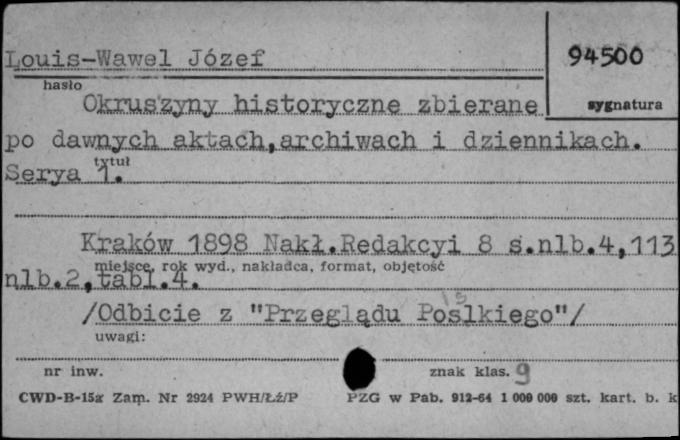 Louis-Wawel Józef
94500
hasło
Okruszyny historyczne zbierane
sygnatura
po dawnych aktach,archiwach i dziennikach.
tytuł
Serya 1.
Kraków 1898 Nakł.Redakcyi 8 s.nlb.4,113
miejsce, rok wyd., nakładca, format, objętość
nlb.2,tabl.4.
/Odbicie z "Przeglądu Poslkiego"/
uwagi:
nr inw.
znak klas. 9
CWD-B-15a Zam. Nr 2924 PWH/Łź/P
PZG w Pab. 912-64 1 000 000 szt. kart. b. k